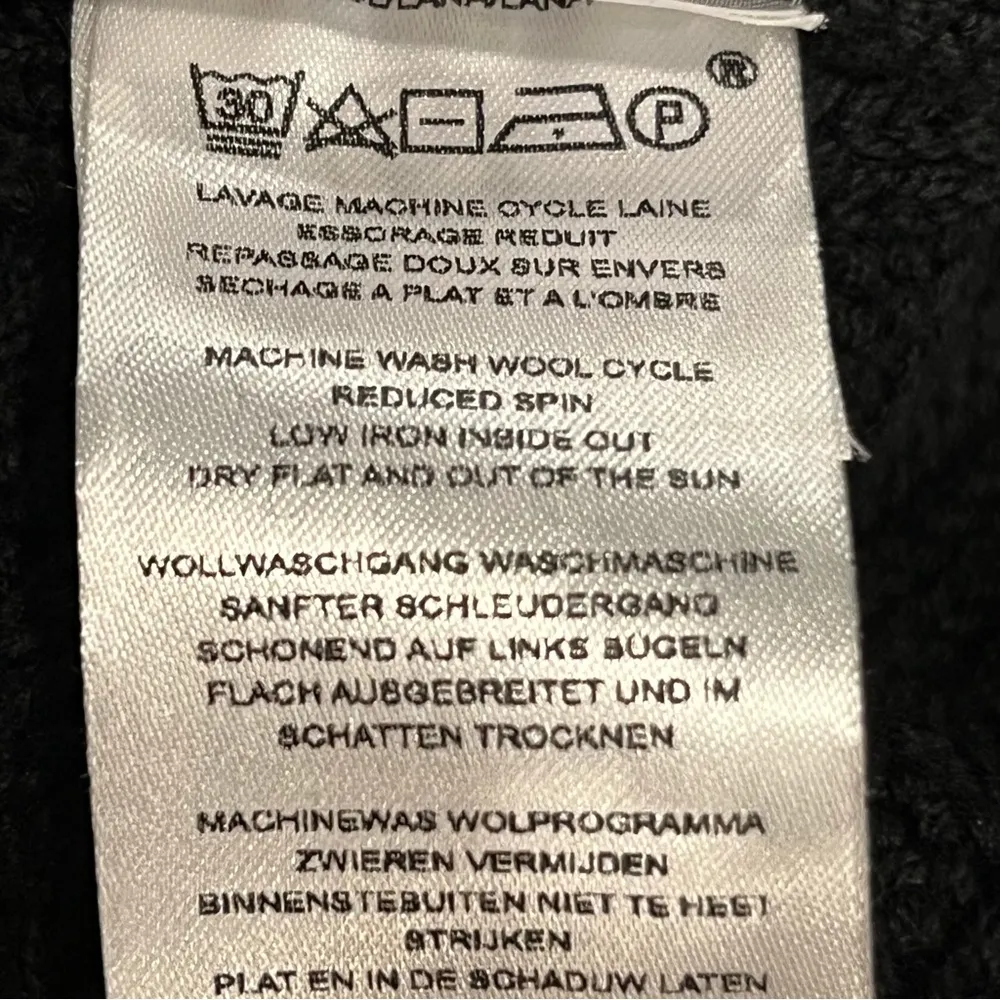 30 P ®
LAVAGE MACHINE CYCLE LAINE
ESSORAGE REDUIT
REPASSAGE DOUX SUR ENVERS
SECHAGE A PLAT ET A L'OMBRE
MACHINE WASH WOOL CYCLE
REDUCED SPIN
LOW IRON INSIDE OUT
DRY FLAT AND OUT OF THE SUN
WOLLWASCHGANG WASCHMASCHINE
SANFTER SCHLEUDERGANG
SCHONEND AUF LINKS BÜGELN
FLACH AUSGEBREITET UND IM
SCHATTEN TROCKNEN
MACHINEWAS WOLPROGRAMMA
ZWIEREN VERMIJDEN
BINNENSTEBUITEN NIET TE HEET
STRIJKEN
PLAT EN IN DE SCHADUW LATEN